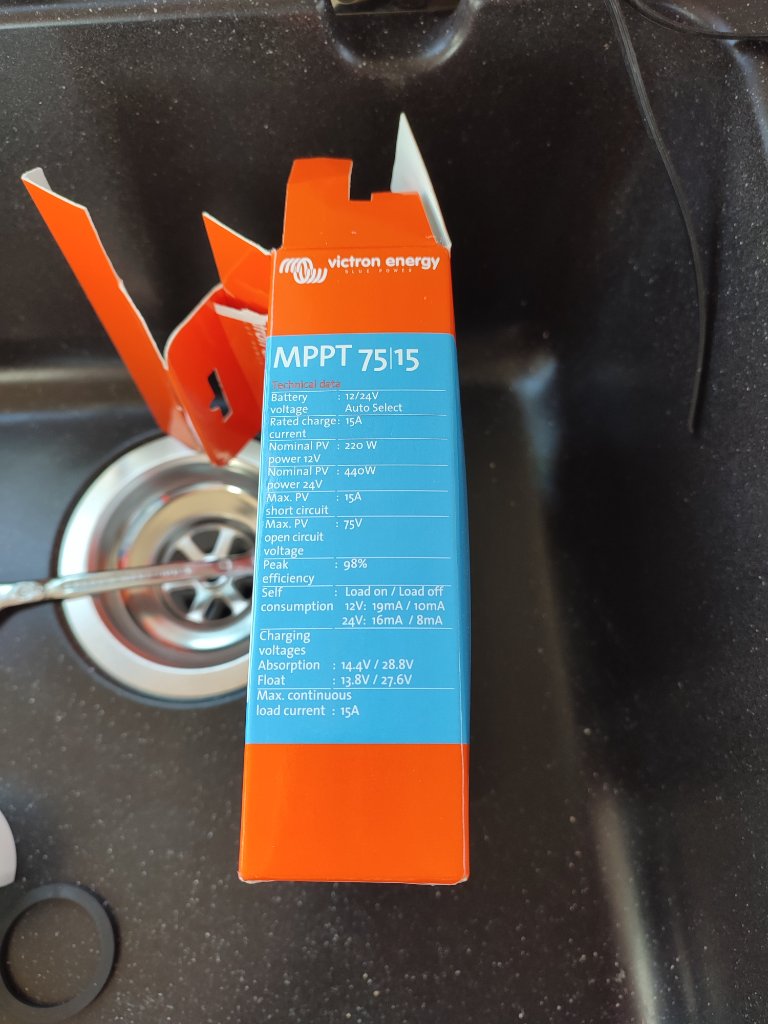 victron energy
BLUE POWER
MPPT 75|15
Technical data
Battery : 12/24V
voltage Auto Select
Rated charge : 15A
current
Nominal PV : 220 W
power 12V
Nominal PV : 440W
power 24V
Max. PV : 15A
short circuit
Max. PV : 75V
open circuit
voltage
Peak : 98%
efficiency
Self : Load on / Load off
consumption 12V: 19mA / 10mA
24V: 16mA / 8mA
Charging
voltages
Absorption : 14.4V / 28.8V
Float : 13.8V / 27.6V
Max. continuous
load current : 15A